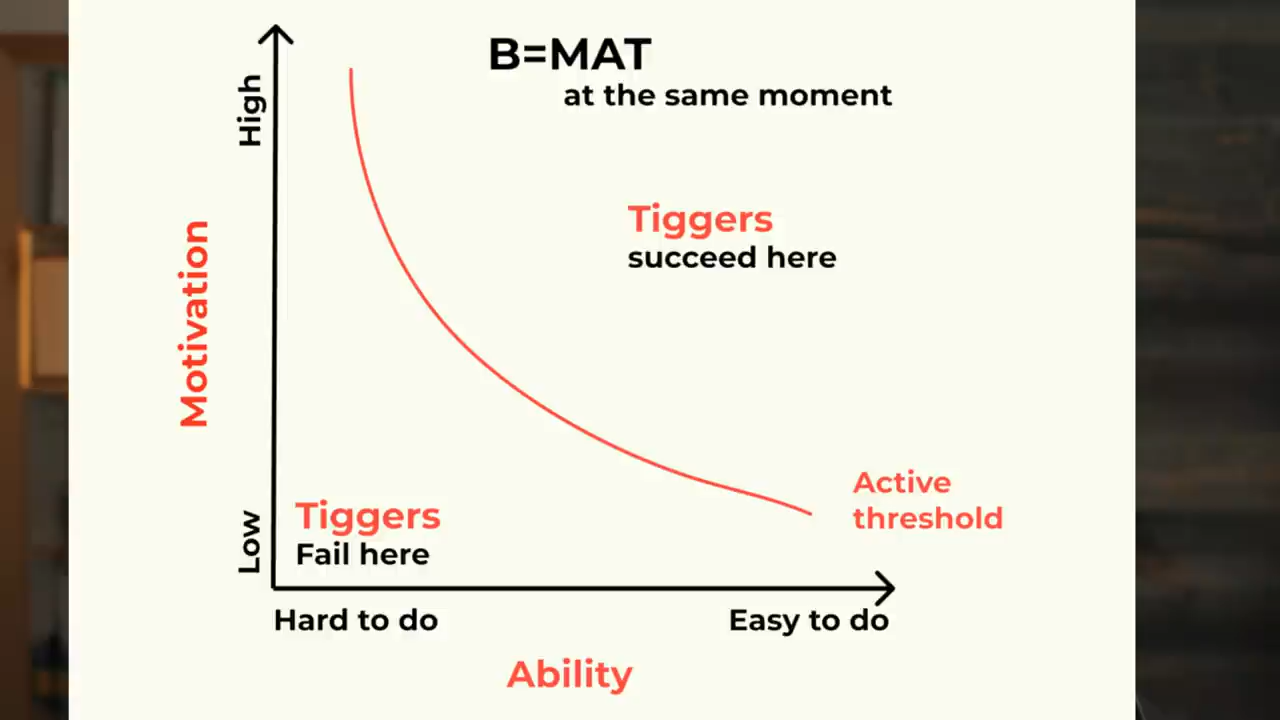 B=MAT
at the same moment
High
Motivation
Low
Tiggers
succeed here
Active
threshold
Tiggers
Fail here
Hard to do
Easy to do
Ability